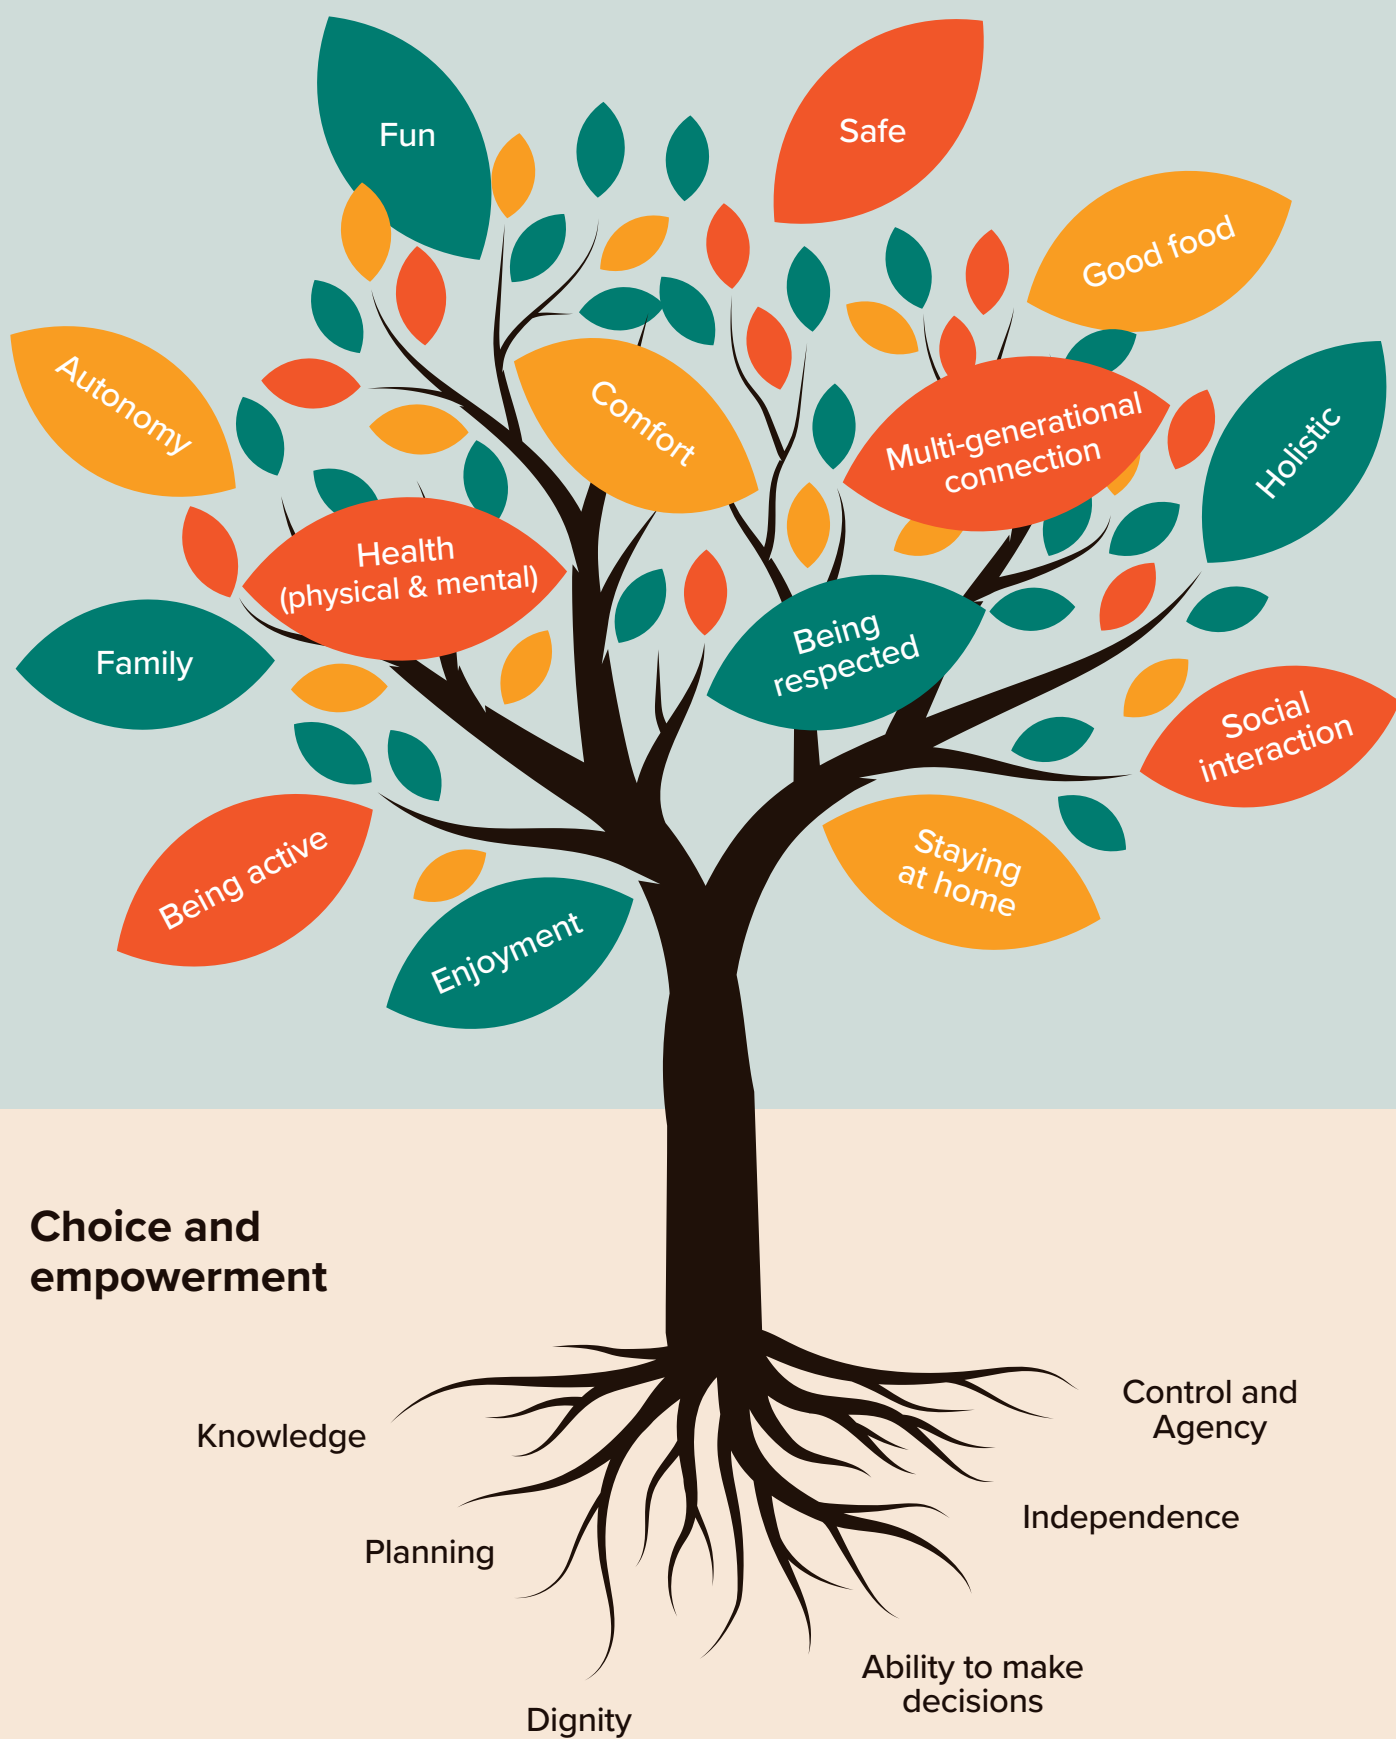 Fun
Safe
Good food
Autonomy
Comfort
Multi-generational
connection
Holistic
Health
(physical & mental)
Being
respected
Family
Social
interaction
Being active
Staying
at home
Enjoyment
Choice and
empowerment
Control and
Agency
Knowledge
Independence
Planning
Ability to make
decisions
Dignity